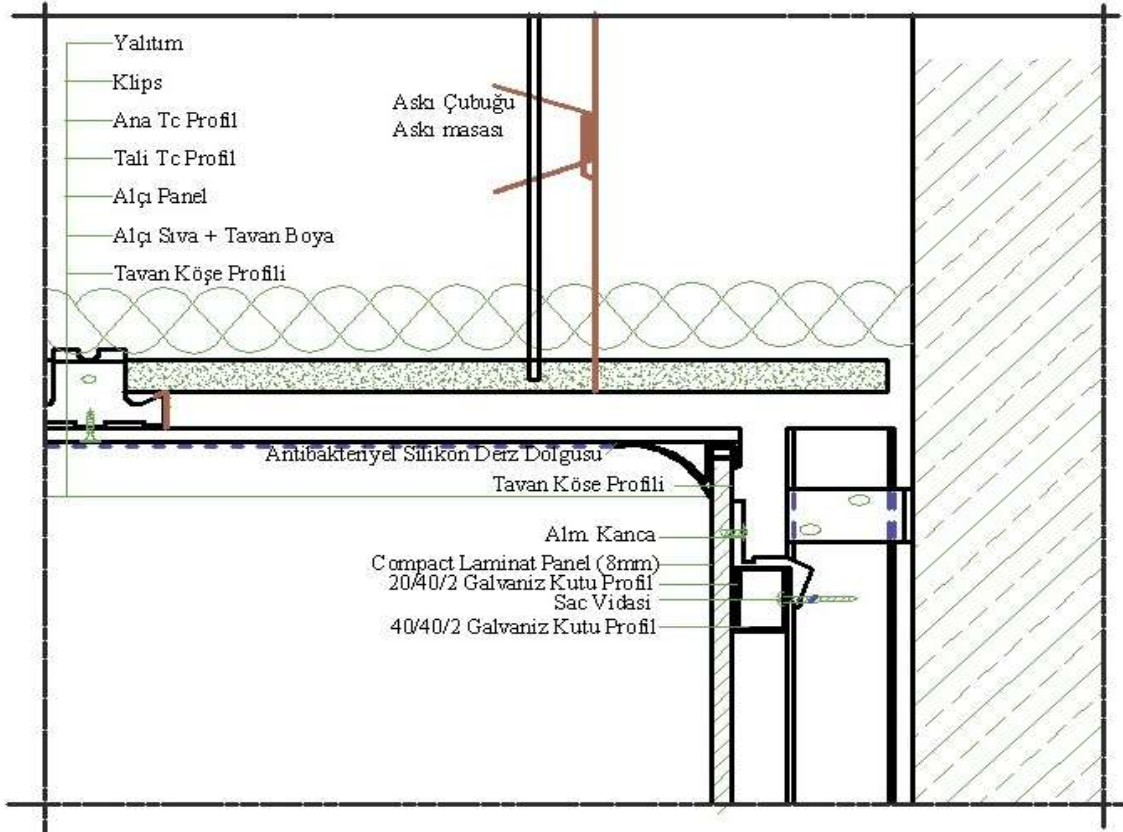 Yalıtım
Klips
Ana Tc Profil
Tali Tc Profil
Alçı Panel
Alçı Sıva + Tavan Boya
Tavan Köşe Profili
Askı Çubuğu
Askı masası
Antibakteriyel Silikon Derz Dolgusu
Tavan Köse Profili
Alm. Kanca
Compact Laminat Panel (8mm)
20/40/2 Galvaniz Kutu Profil
Sac Vidasi
40/40/2 Galvaniz Kutu Profil